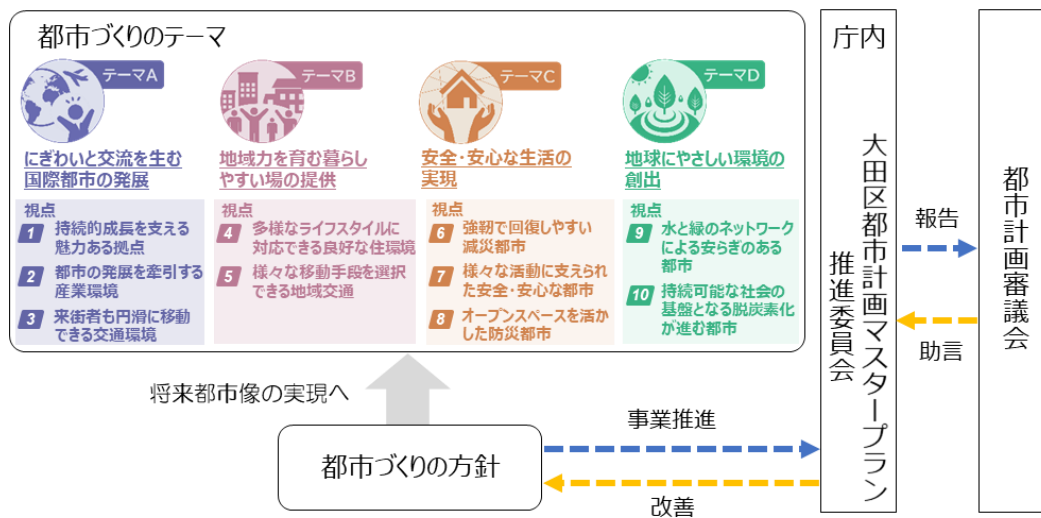 都市づくりのテーマ
テーマA
にぎわいと交流を生む
国際都市の発展
視点
1 持続的成長を支える
魅力ある拠点
2 都市の発展を牽引する
産業環境
3 来街者も円滑に移動
できる交通環境
テーマB
地域力を育む暮らし
やすい場の提供
視点
4 多様なライフスタイルに
対応できる良好な住環境
5 様々な移動手段を選択
できる地域交通
テーマC
安全・安心な生活の
実現
視点
6 強靭で回復しやすい
減災都市
7 様々な活動に支えられ
た安全・安心な都市
8 オープンスペースを活か
した防災都市
テーマD
地球にやさしい環境の
創出
視点
9 水と緑のネットワーク
による安らぎのある
都市
10 持続可能な社会の
基盤となる脱炭素化
が進む都市
将来都市像の実現へ
都市づくりの方針
事業推進
改善
庁内
大田区都市計画マスタープラン
推進委員会
報告
助言
都市計画審議会